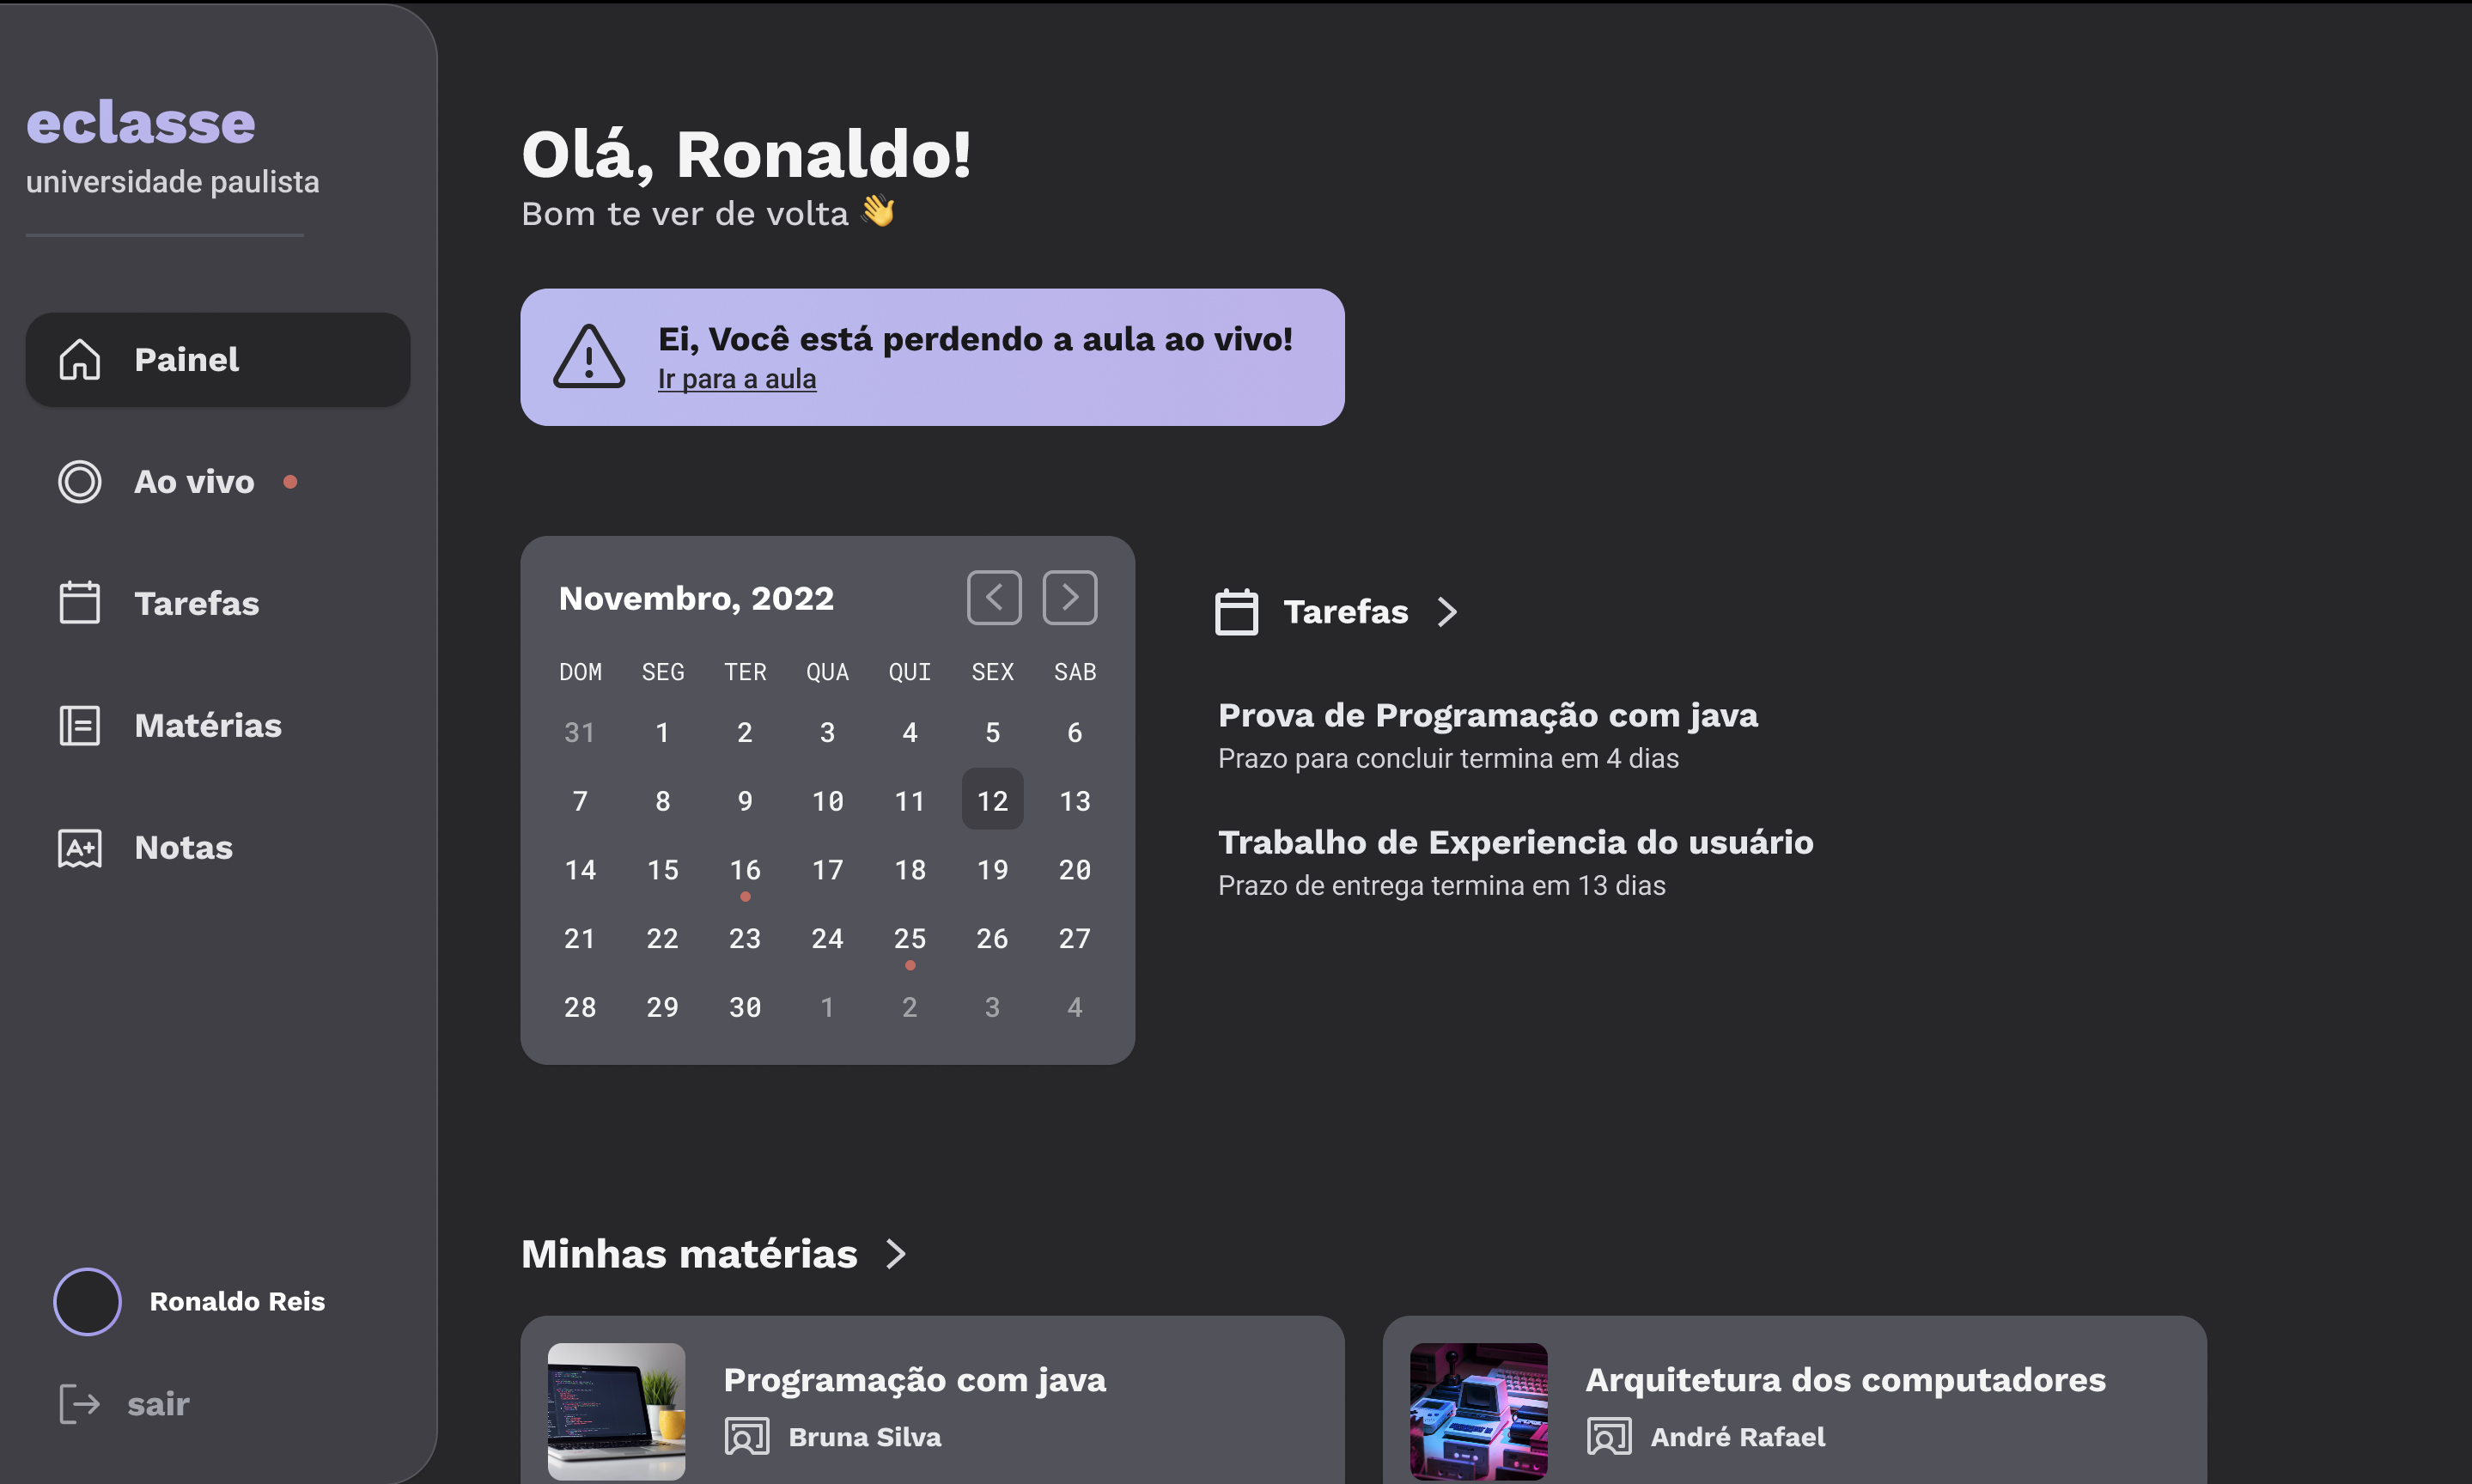 eclasse
universidade paulista
Painel
Ao vivo
Tarefas
Matérias
A+
Notas
Ronaldo Reis
sair
Olá, Ronaldo!
Bom te ver de volta 👋
Ei, Você está perdendo a aula ao vivo!
Ir para a aula
Novembro, 2022
DOM SEG TER QUA QUI SEX SAB
31 1 2 3 4 5 6
7 8 9 10 11 12 13
14 15 16 17 18 19 20
21 22 23 24 25 26 27
28 29 30 1 2 3 4
Tarefas
Prova de Programação com java
Prazo para concluir termina em 4 dias
Trabalho de Experiencia do usuário
Prazo de entrega termina em 13 dias
Minhas matérias
Programação com java
Bruna Silva
Arquitetura dos computadores
André Rafael